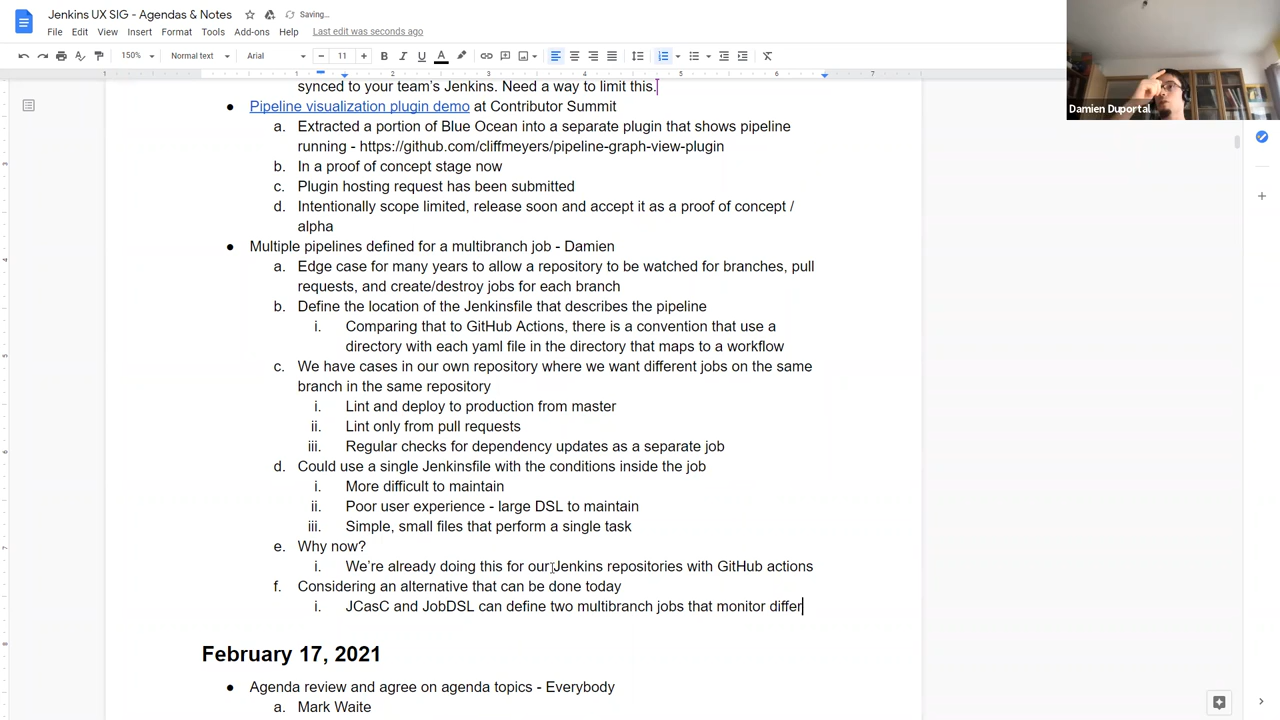 Jenkins UX SIG - Agendas & Notes
Saving...
File Edit View Insert Format Tools Add-ons Help Last edit was seconds ago
150% Normal text Arial 11 B I U A
1 1 2 3 4 5 6 7
synced to your team's Jenkins. Need a way to limit this.
● Pipeline visualization plugin demo at Contributor Summit
a. Extracted a portion of Blue Ocean into a separate plugin that shows pipeline
running - https://github.com/cliffmeyers/pipeline-graph-view-plugin
b. In a proof of concept stage now
c. Plugin hosting request has been submitted
d. Intentionally scope limited, release soon and accept it as a proof of concept /
alpha
● Multiple pipelines defined for a multibranch job - Damien
a. Edge case for many years to allow a repository to be watched for branches, pull
requests, and create/destroy jobs for each branch
b. Define the location of the Jenkinsfile that describes the pipeline
i. Comparing that to GitHub Actions, there is a convention that use a
directory with each yaml file in the directory that maps to a workflow
c. We have cases in our own repository where we want different jobs on the same
branch in the same repository
i. Lint and deploy to production from master
ii. Lint only from pull requests
iii. Regular checks for dependency updates as a separate job
d. Could use a single Jenkinsfile with the conditions inside the job
i. More difficult to maintain
ii. Poor user experience - large DSL to maintain
iii. Simple, small files that perform a single task
e. Why now?
i. We're already doing this for our Jenkins repositories with GitHub actions
f. Considering an alternative that can be done today
i. JCasC and JobDSL can define two multibranch jobs that monitor differ
February 17, 2021
● Agenda review and agree on agenda topics - Everybody
a. Mark Waite
Damien Duportal